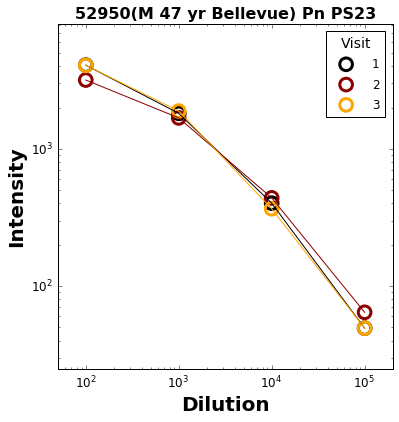 52950(M 47 yr Bellevue) Pn PS23
Visit
1
2
3
Intensity
10³
10²
10² 10³ 10⁴ 10⁵
Dilution